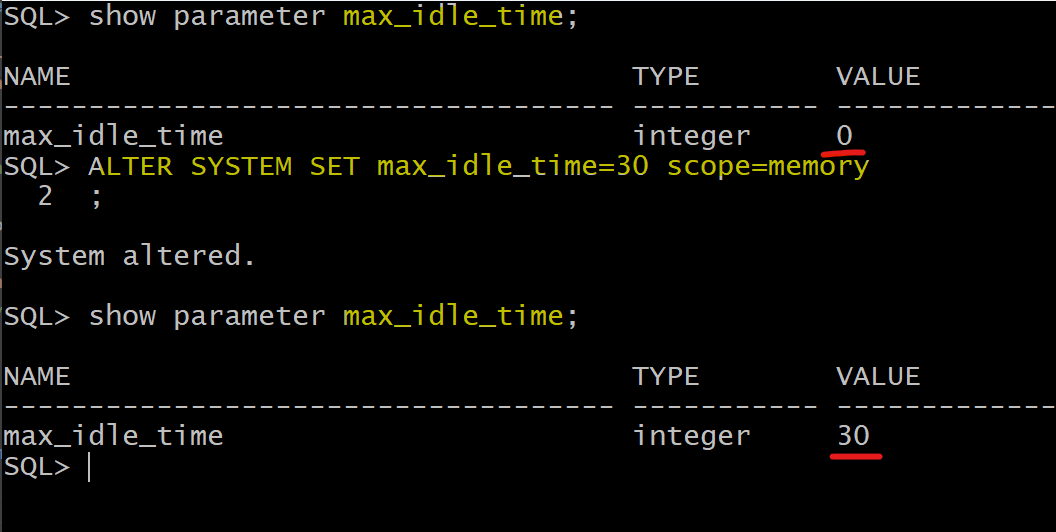 SQL> show parameter max_idle_time;
NAME                                 TYPE        VALUE
------------------------------------ ----------- -------------
max_idle_time                        integer     0
SQL> ALTER SYSTEM SET max_idle_time=30 scope=memory
  2  ;
System altered.
SQL> show parameter max_idle_time;
NAME                                 TYPE        VALUE
------------------------------------ ----------- -------------
max_idle_time                        integer     30
SQL>